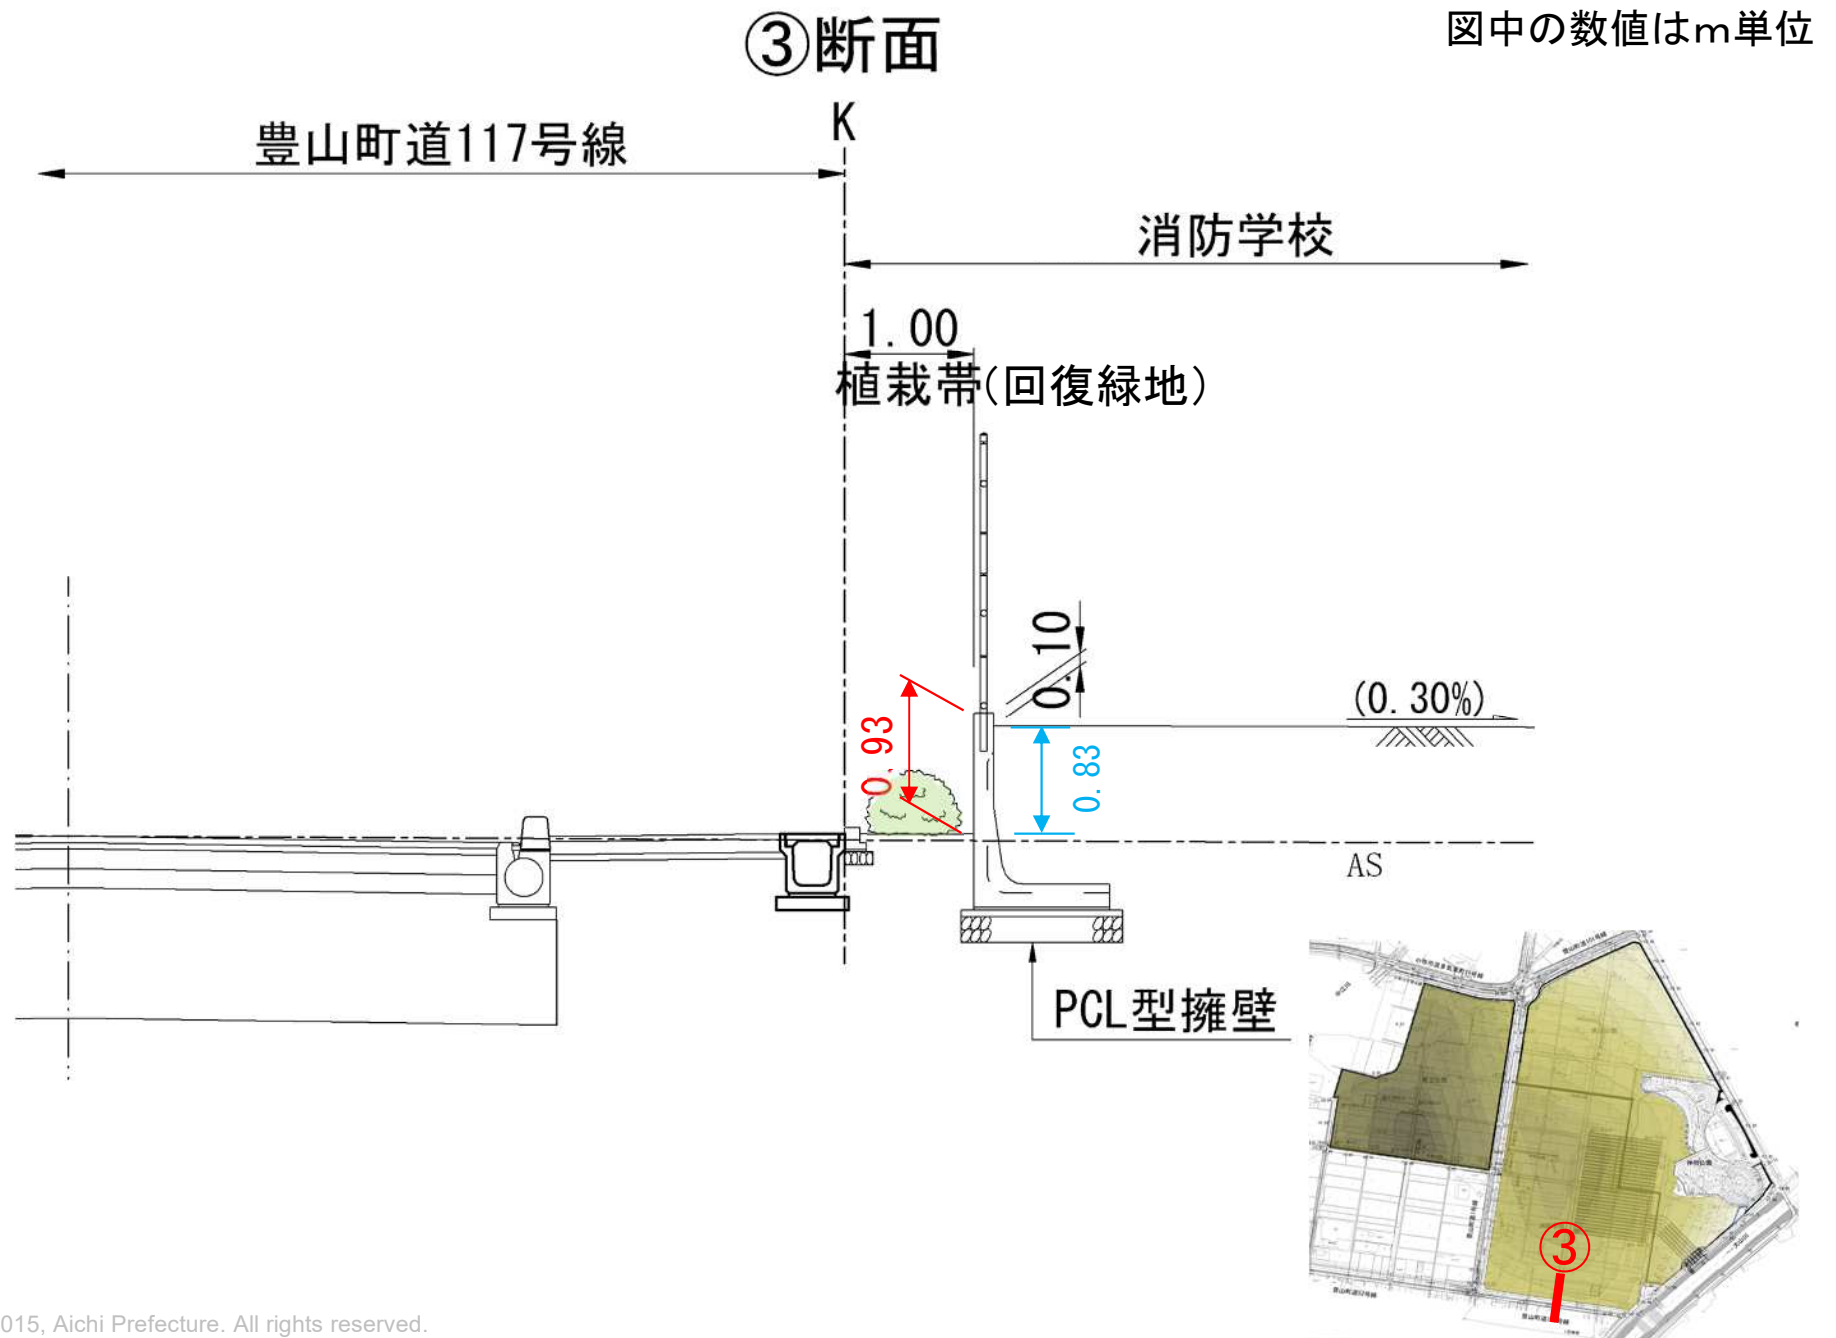 ③断面
図中の数値はm単位
K
豊山町道117号線
消防学校
1.00
植栽帯(回復緑地)
0.10
(0.30%)
0.93
0.83
AS
PCL型擁壁
③
015, Aichi Prefecture. All rights reserved.